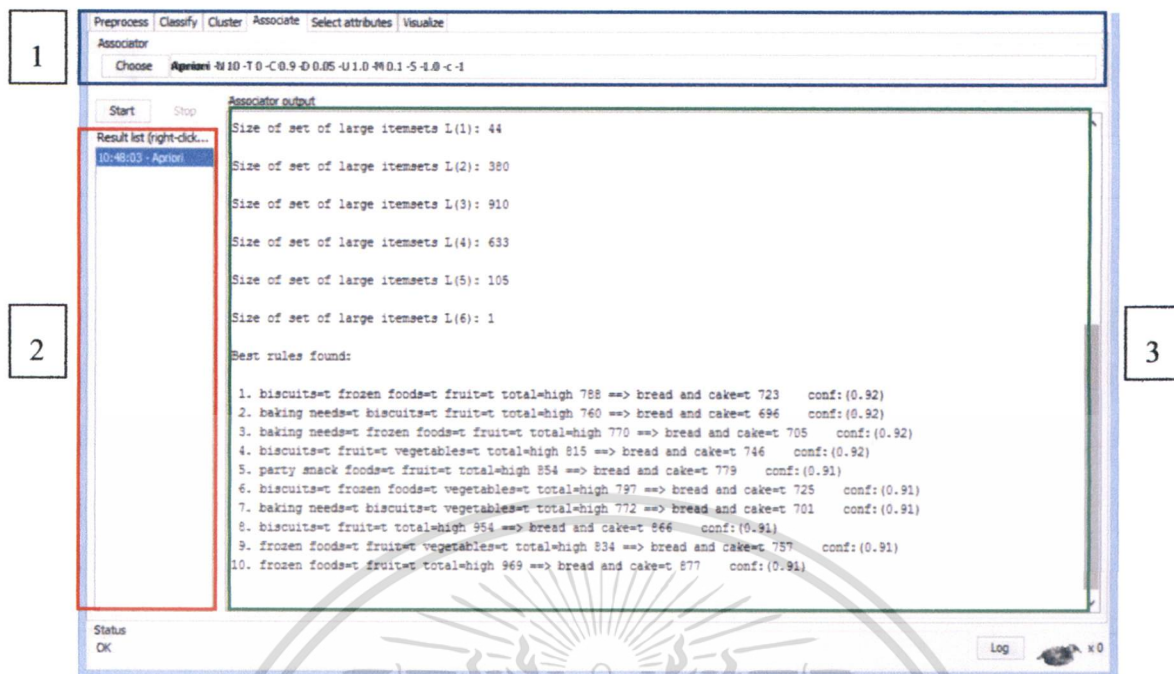 Preprocess Classify Cluster Associate Select attributes Visualize
Associator
1
Choose Apriori -N 10 -T 0 -C 0.9 -D 0.05 -U 1.0 -M 0.1 -S -1.0 -c -1
Start Stop
Associator output
Result list (right-click....
10:48:03 - Apriori
Size of set of large itemsets L(1): 44
Size of set of large itemsets L(2): 380
Size of set of large itemsets L(3): 910
Size of set of large itemsets L(4): 633
Size of set of large itemsets L(5): 105
Size of set of large itemsets L(6): 1
2
3
Best rules found:
1. biscuits=t frozen foods=t fruit=t total=high 788 ==> bread and cake=t 723 conf:(0.92)
2. baking needs=t biscuits=t fruit=t total=high 760 ==> bread and cake=t 696 conf:(0.92)
3. baking needs=t frozen foods=t fruit=t total=high 770 ==> bread and cake=t 705 conf:(0.92)
4. biscuits=t fruit=t vegetables=t total=high 815 ==> bread and cake=t 746 conf:(0.92)
5. party snack foods=t fruit=t total=high 854 ==> bread and cake=t 779 conf:(0.91)
6. biscuits=t frozen foods=t vegetables=t total=high 797 ==> bread and cake=t 725 conf:(0.91)
7. baking needs=t biscuits=t vegetables=t total=high 772 ==> bread and cake=t 701 conf:(0.91)
8. biscuits=t fruit=t total=high 954 ==> bread and cake=t 866 conf:(0.91)
9. frozen foods=t fruit=t vegetables=t total=high 834 ==> bread and cake=t 757 conf:(0.91)
10. frozen foods=t fruit=t total=high 969 ==> bread and cake=t 877 conf:(0.91)
Status
OK
Log x 0